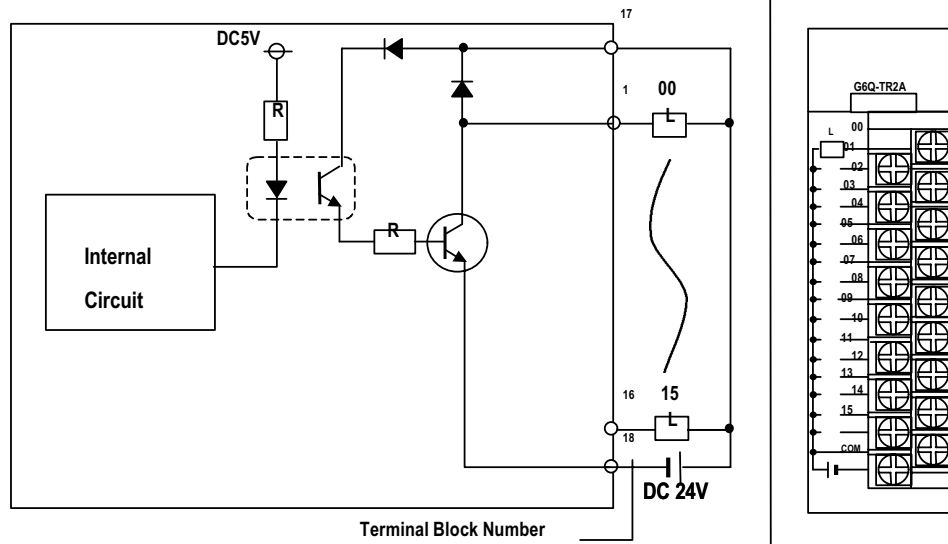 17
DC5V
1
00
R
L
R
Internal
Circuit
16
15
L
18
DC 24V
Terminal Block Number
G6Q-TR2A
L
00
01
02
03
04
05
06
07
08
09
10
11
12
13
14
15
COM